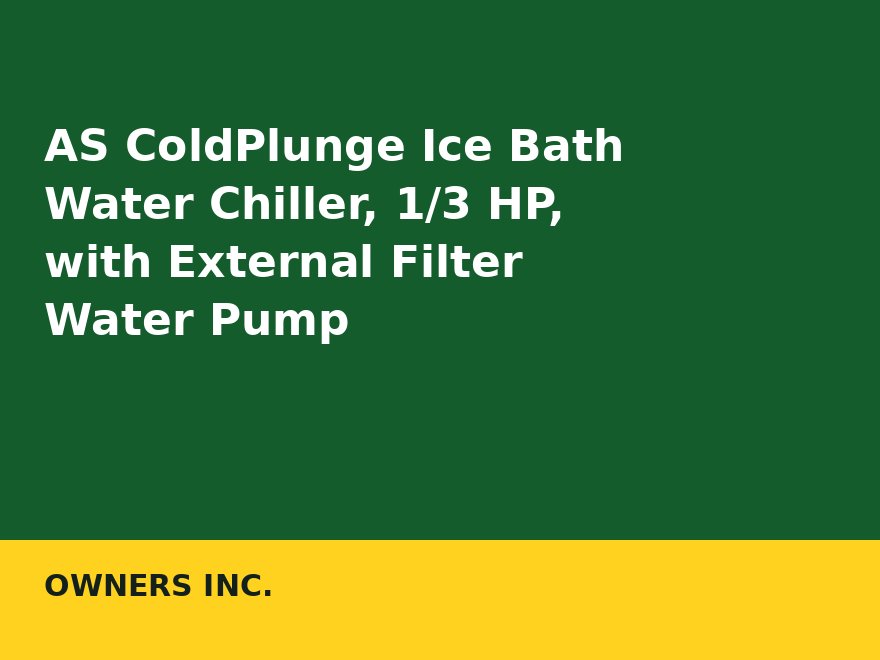 AS ColdPlunge Ice Bath
Water Chiller, 1/3 HP,
with External Filter
Water Pump
OWNERS INC.